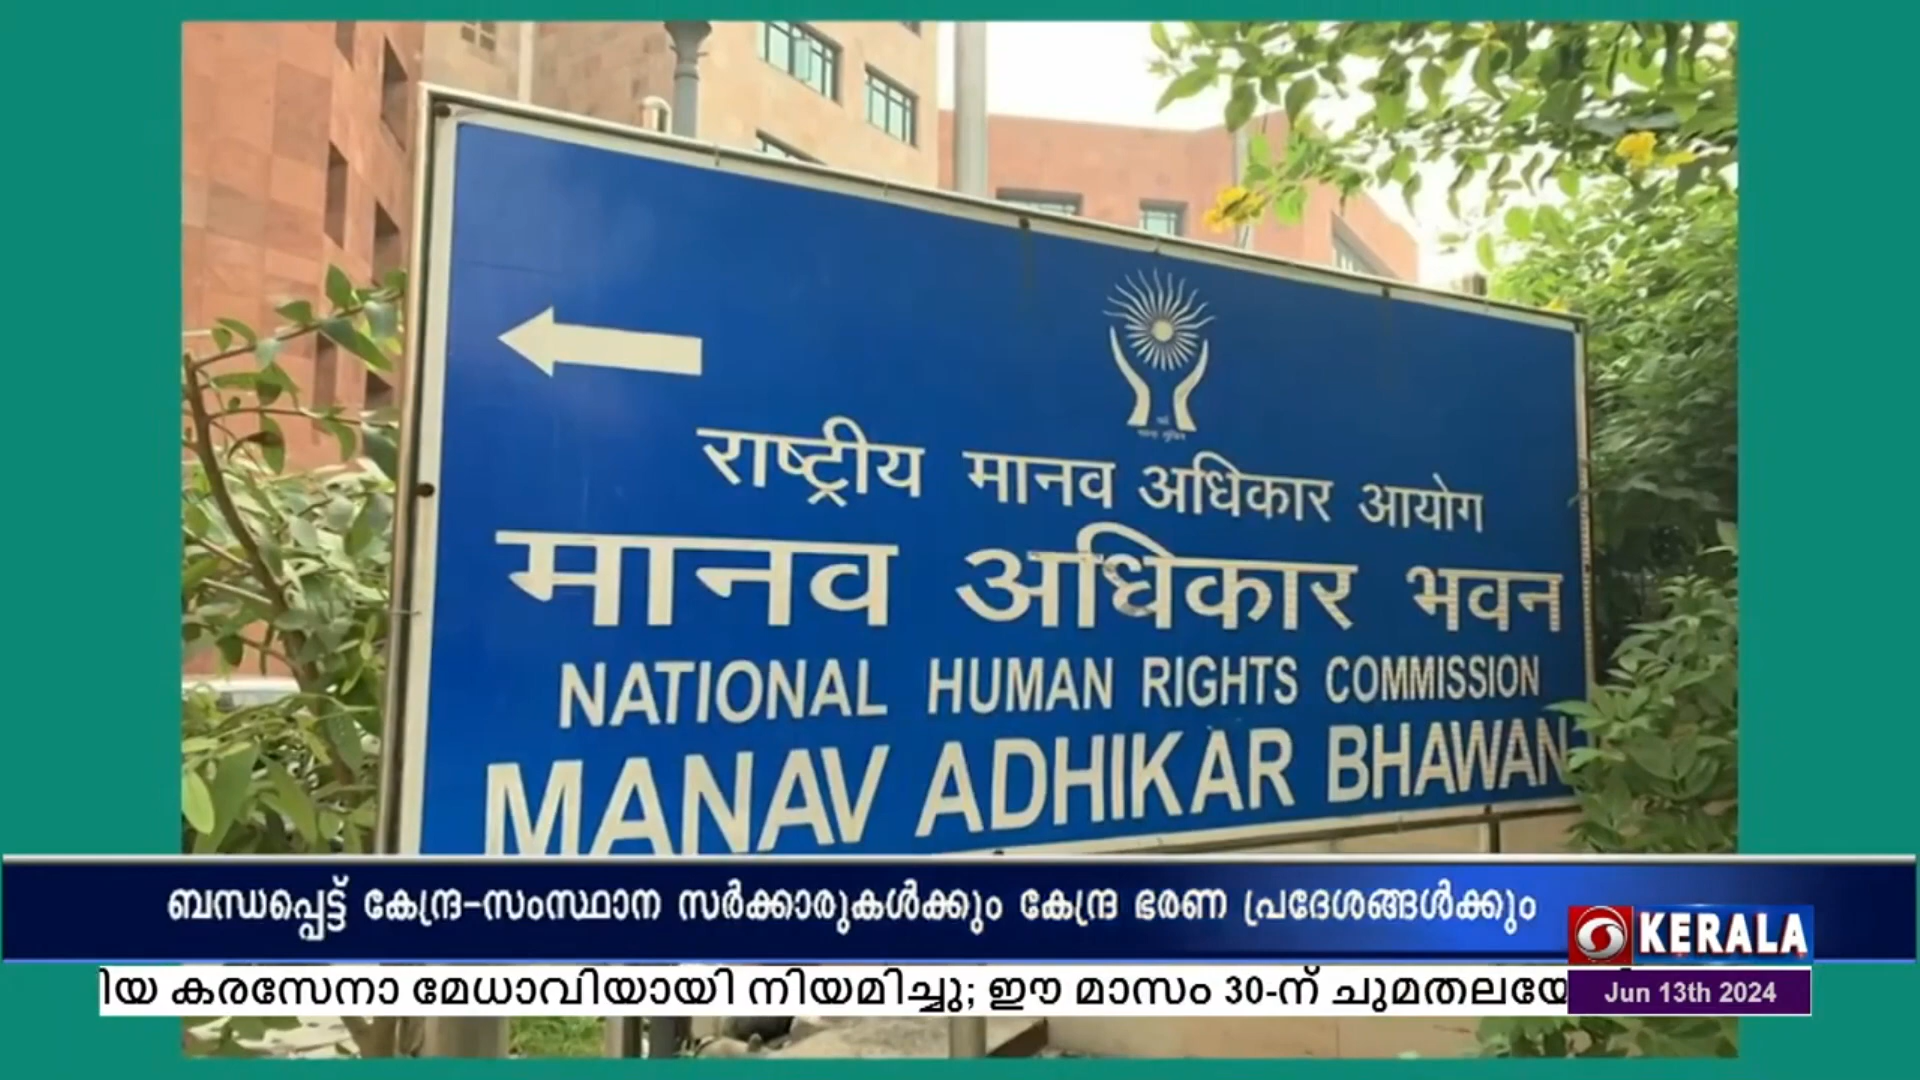 राष्ट्रीय मानव अधिकार आयोग
मानव अधिकार भवन
NATIONAL HUMAN RIGHTS COMMISSION
MANAV ADHIKAR BHAWAN
ബന്ധപ്പെട്ട് കേന്ദ്ര-സംസ്ഥാന സർക്കാരുകൾക്കും കേന്ദ്ര ഭരണ പ്രദേശങ്ങൾക്കും
KERALA
കരസേനാ മേധാവിയായി നിയമിച്ചു; ഈ മാസം 30-ന്
Jun 13th 2024